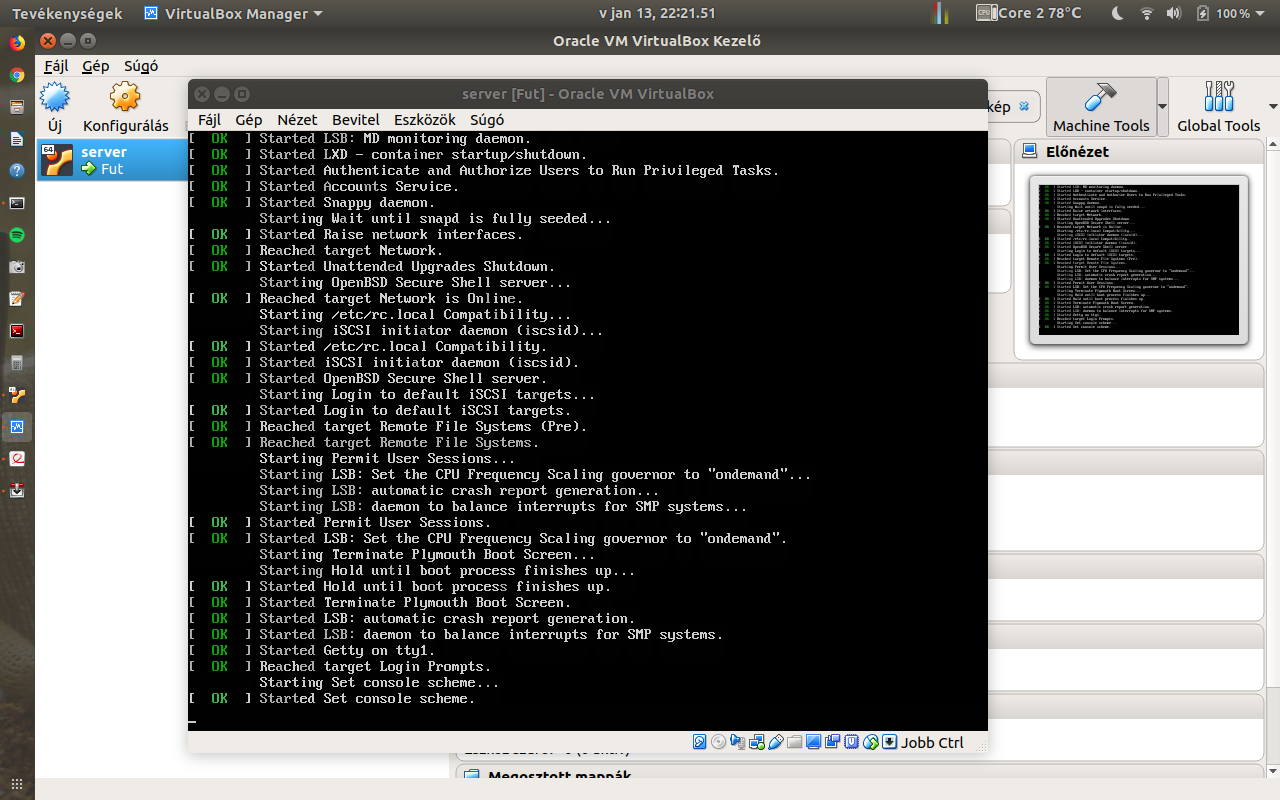 Tevékenységek VirtualBox Manager v jan 13, 22:21.51 CPU Core 2 78°C 100 %
Oracle VM VirtualBox Kezelő
Fájl Gép Súgó
Új Konfigurálás kép Machine Tools Global Tools
64 server
Fut
Előnézet
server [Fut] - Oracle VM VirtualBox
Fájl Gép Nézet Bevitel Eszközök Súgó
[ OK ] Started LSB: MD monitoring daemon.
[ OK ] Started LXD - container startup/shutdown.
[ OK ] Started Authenticate and Authorize Users to Run Privileged Tasks.
[ OK ] Started Accounts Service.
[ OK ] Started Snappy daemon.
Starting Wait until snapd is fully seeded...
[ OK ] Started Raise network interfaces.
[ OK ] Reached target Network.
[ OK ] Started Unattended Upgrades Shutdown.
Starting OpenBSD Secure Shell server...
[ OK ] Reached target Network is Online.
Starting /etc/rc.local Compatibility...
Starting iSCSI initiator daemon (iscsid)...
[ OK ] Started /etc/rc.local Compatibility.
[ OK ] Started iSCSI initiator daemon (iscsid).
[ OK ] Started OpenBSD Secure Shell server.
Starting Login to default iSCSI targets...
[ OK ] Started Login to default iSCSI targets.
[ OK ] Reached target Remote File Systems (Pre).
[ OK ] Reached target Remote File Systems.
Starting Permit User Sessions...
Starting LSB: Set the CPU Frequency Scaling governor to "ondemand"...
Starting LSB: automatic crash report generation...
Starting LSB: daemon to balance interrupts for SMP systems...
[ OK ] Started Permit User Sessions.
[ OK ] Started LSB: Set the CPU Frequency Scaling governor to "ondemand".
Starting Terminate Plymouth Boot Screen...
Starting Hold until boot process finishes up...
[ OK ] Started Hold until boot process finishes up.
[ OK ] Started Terminate Plymouth Boot Screen.
[ OK ] Started LSB: automatic crash report generation.
[ OK ] Started LSB: daemon to balance interrupts for SMP systems.
[ OK ] Started Getty on tty1.
[ OK ] Reached target Login Prompts.
Starting Set console scheme...
[ OK ] Started Set console scheme.
Jobb Ctrl
Megosztott mappák